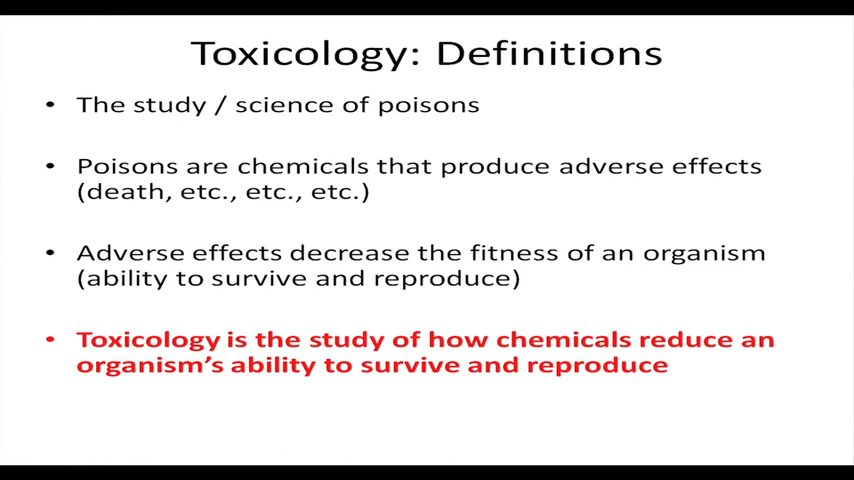 Toxicology: Definitions
• The study / science of poisons
• Poisons are chemicals that produce adverse effects
(death, etc., etc., etc.)
• Adverse effects decrease the fitness of an organism
(ability to survive and reproduce)
• Toxicology is the study of how chemicals reduce an
organism’s ability to survive and reproduce